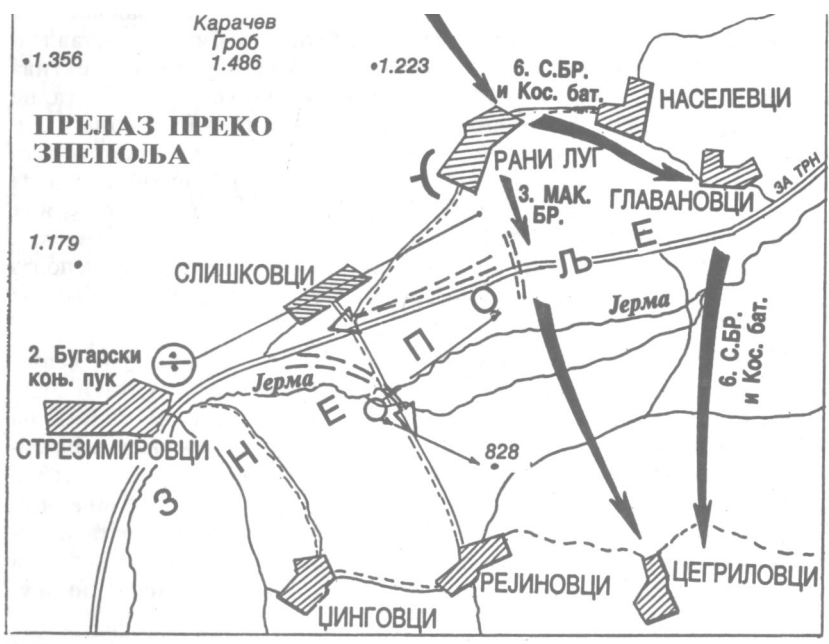 Карачев
Гроб
1.486
•1.356
•1.223
6. С.БР.
и Кос. бат.
НАСЕЛЕВЦИ
ПРЕЛАЗ ПРЕКО
ЗНЕПОЉА
РАНИ ЛУГ
ГЛАВАНОВЦИ
ЗА ТРН
3. МАК.
БР.
1.179
СЛИШКОВЦИ
ЗНЕПОЉЕ
Јерма
2. Бугарски
коњ. пук
Јерма
6. С.БР.
и Кос. бат.
СТРЕЗИМИРОВЦИ
828
РЕЈИНОВЦИ
ЦЕГРИЛОВЦИ
ЏИНГОВЦИ